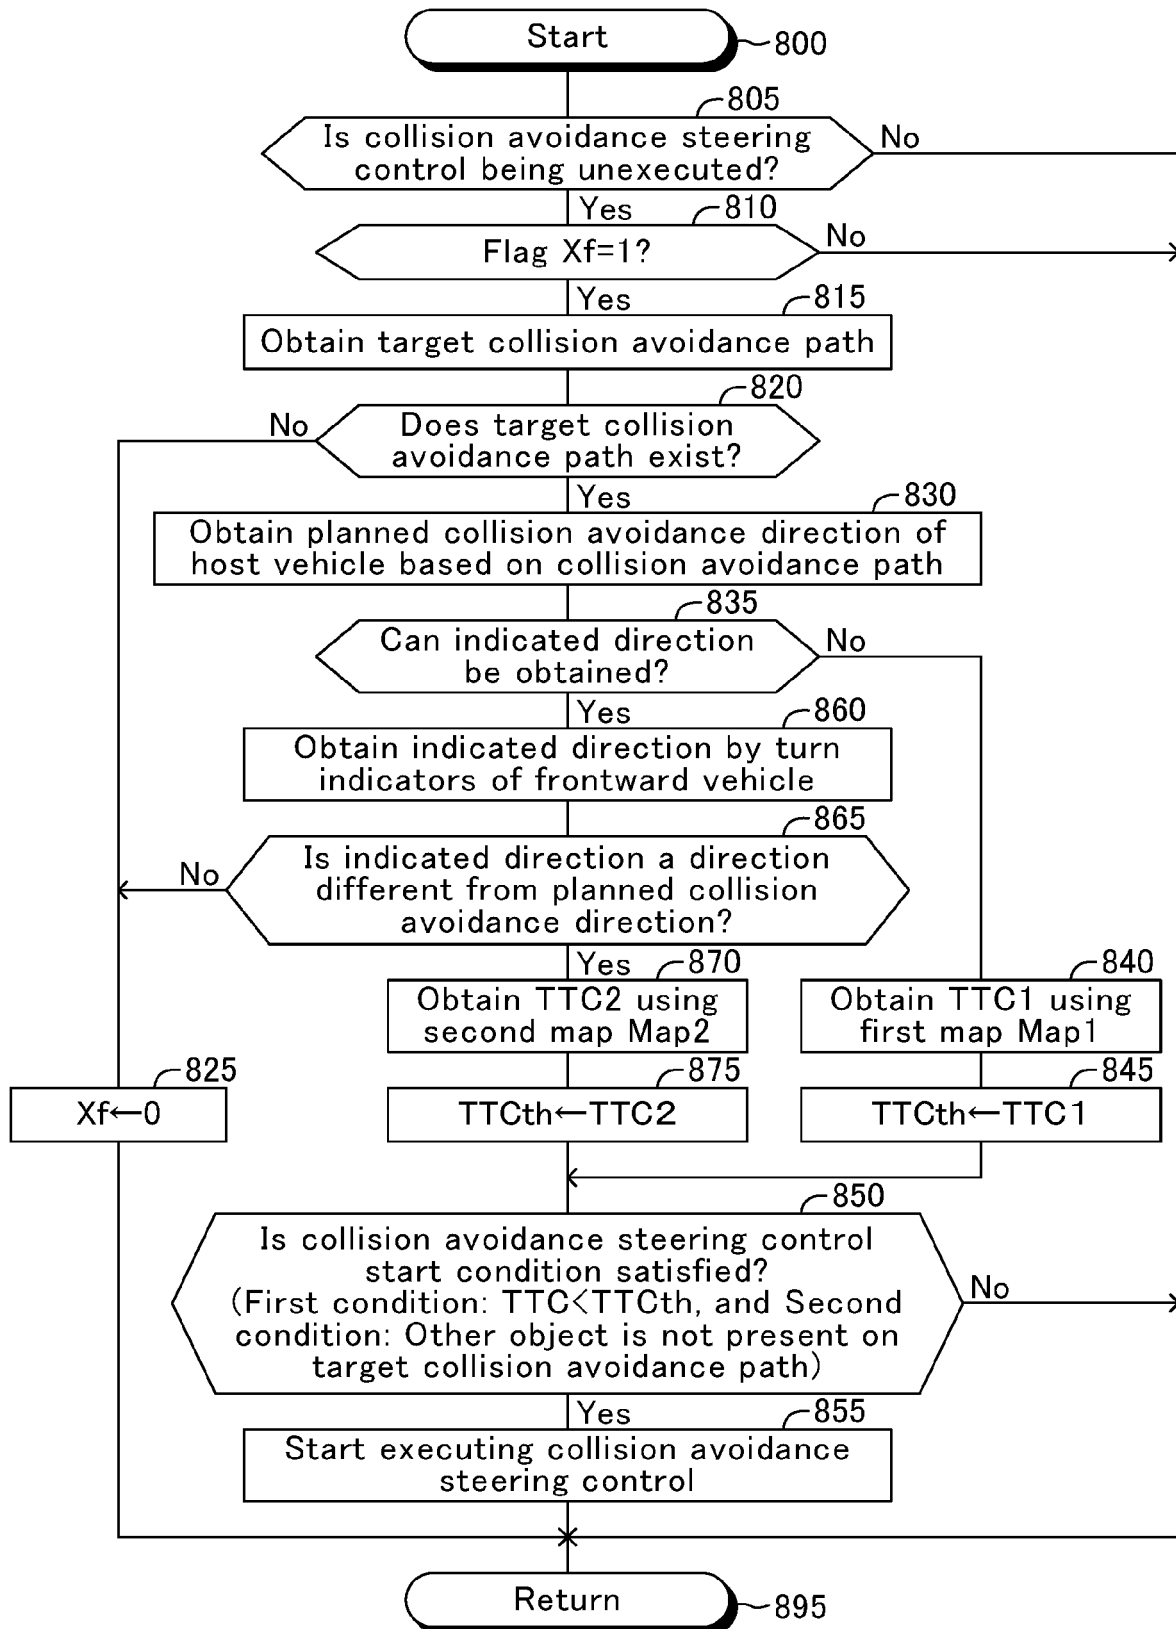 Start
800
805
Is collision avoidance steering
control being unexecuted?
No
Yes
810
Flag Xf=1?
No
Yes
815
Obtain target collision avoidance path
820
No
Does target collision
avoidance path exist?
Yes
830
Obtain planned collision avoidance direction of
host vehicle based on collision avoidance path
835
Can indicated direction
be obtained?
No
Yes
860
Obtain indicated direction by turn
indicators of frontward vehicle
865
No
Is indicated direction a direction
different from planned collision
avoidance direction?
Yes
870
Obtain TTC2 using
second map Map2
840
Obtain TTC1 using
first map Map1
825
Xf←0
875
TTCth←TTC2
845
TTCth←TTC1
850
Is collision avoidance steering control
start condition satisfied?
(First condition: TTC<TTCth, and Second
condition: Other object is not present on
target collision avoidance path)
No
Yes
855
Start executing collision avoidance
steering control
Return
895